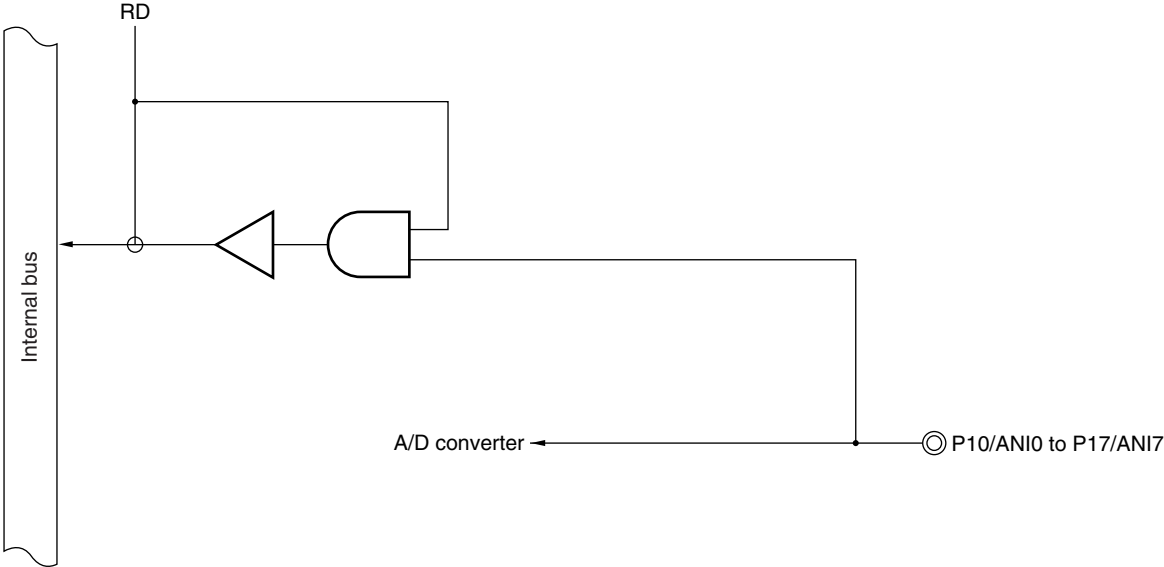 RD
Internal bus
A/D converter
P10/ANI0 to P17/ANI7